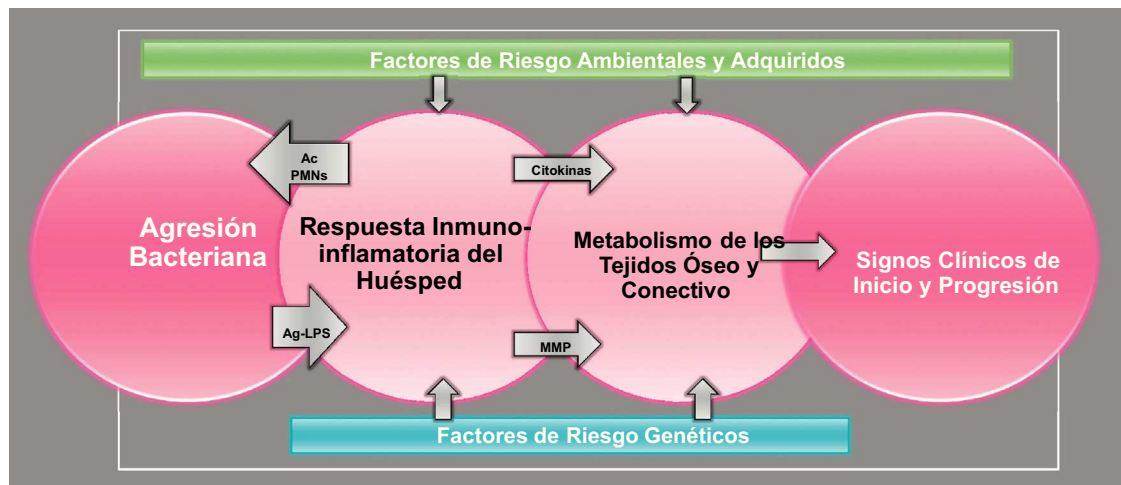 Factores de Riesgo Ambientales y Adquiridos
Ac
PMNs
Citokinas
Agresión
Bacteriana
Respuesta Inmuno-
inflamatoria del
Huésped
Metabolismo de los
Tejidos Óseo y
Conectivo
Signos Clínicos de
Inicio y Progresión
Ag-LPS
MMP
Factores de Riesgo Genéticos